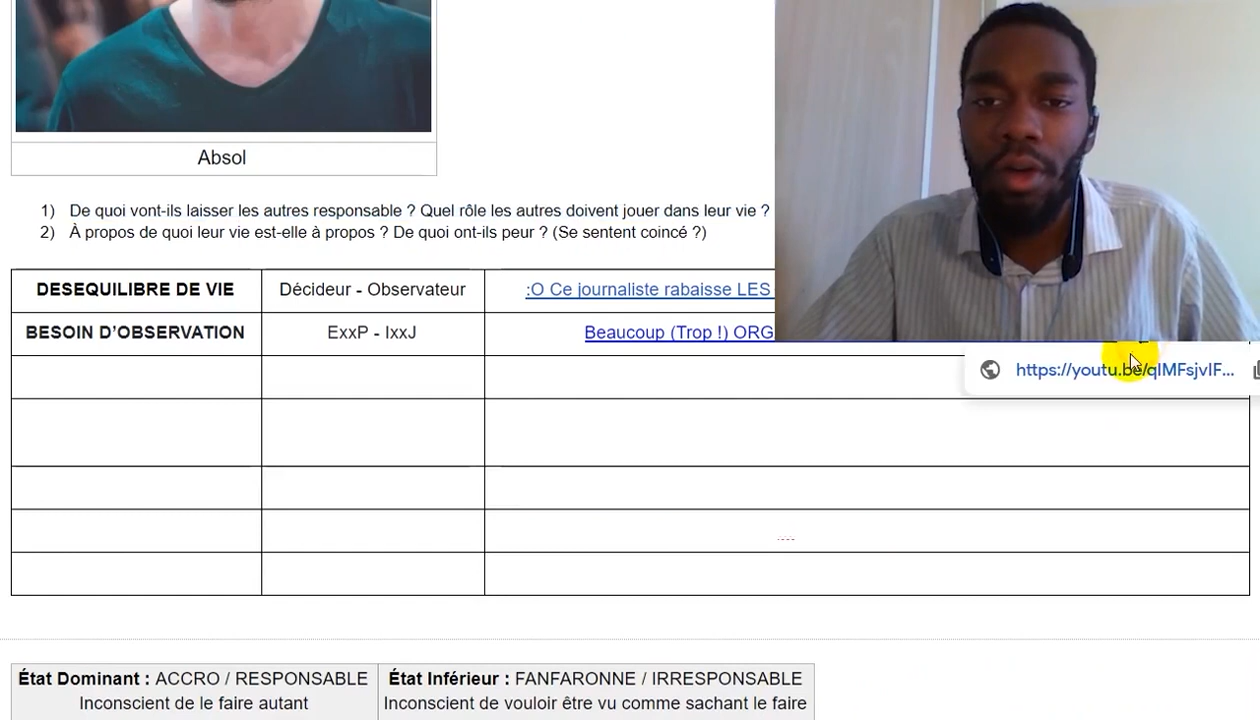 Absol
1) De quoi vont-ils laisser les autres responsable ? Quel rôle les autres doivent jouer dans leur vie ?
2) À propos de quoi leur vie est-elle à propos ? De quoi ont-ils peur ? (Se sentent coincé ?)
DESEQUILIBRE DE VIE Décideur - Observateur :O Ce journaliste rabaisse LES
BESOIN D'OBSERVATION ExxP - IxxJ Beaucoup (Trop !) ORG
https://youtu.be/qIMFsjvIF...
État Dominant : ACCRO / RESPONSABLE État Inférieur : FANFARONNE / IRRESPONSABLE
Inconscient de le faire autant Inconscient de vouloir être vu comme sachant le faire